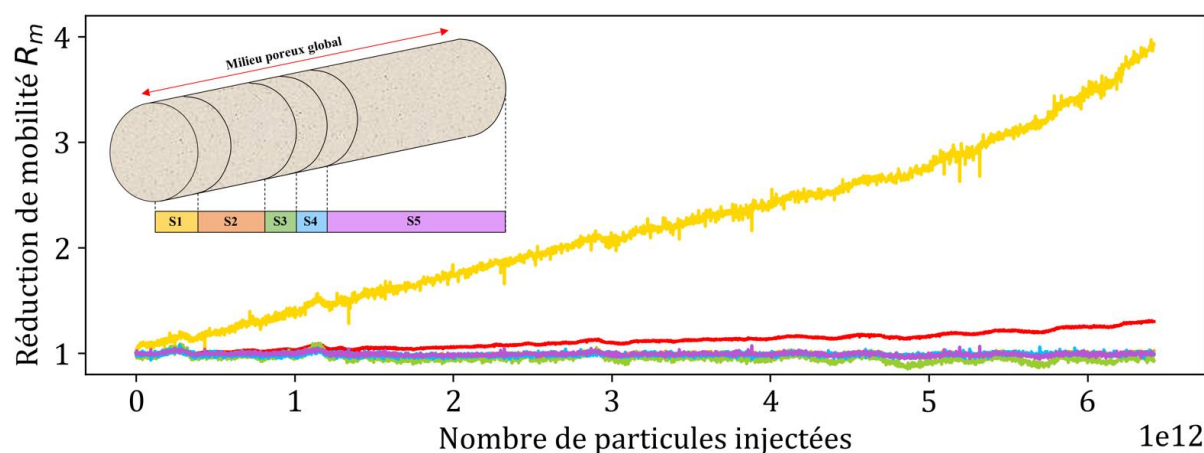 Réduction de mobilité Rm
4
3
2
1
Milieu poreux global
S1 S2 S3 S4 S5
0 1 2 3 4 5 6
1e12
Nombre de particules injectées